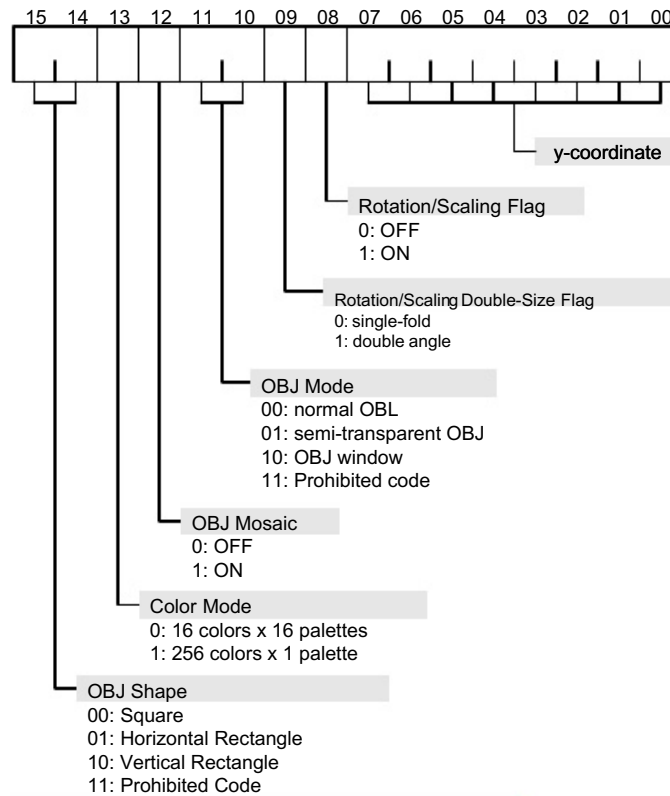 15 14 13 12 11 10 09 08 07 06 05 04 03 02 01 00
y-coordinate
Rotation/Scaling Flag
0: OFF
1: ON
Rotation/Scaling Double-Size Flag
0: single-fold
1: double angle
OBJ Mode
00: normal OBL
01: semi-transparent OBJ
10: OBJ window
11: Prohibited code
OBJ Mosaic
0: OFF
1: ON
Color Mode
0: 16 colors x 16 palettes
1: 256 colors x 1 palette
OBJ Shape
00: Square
01: Horizontal Rectangle
10: Vertical Rectangle
11: Prohibited Code